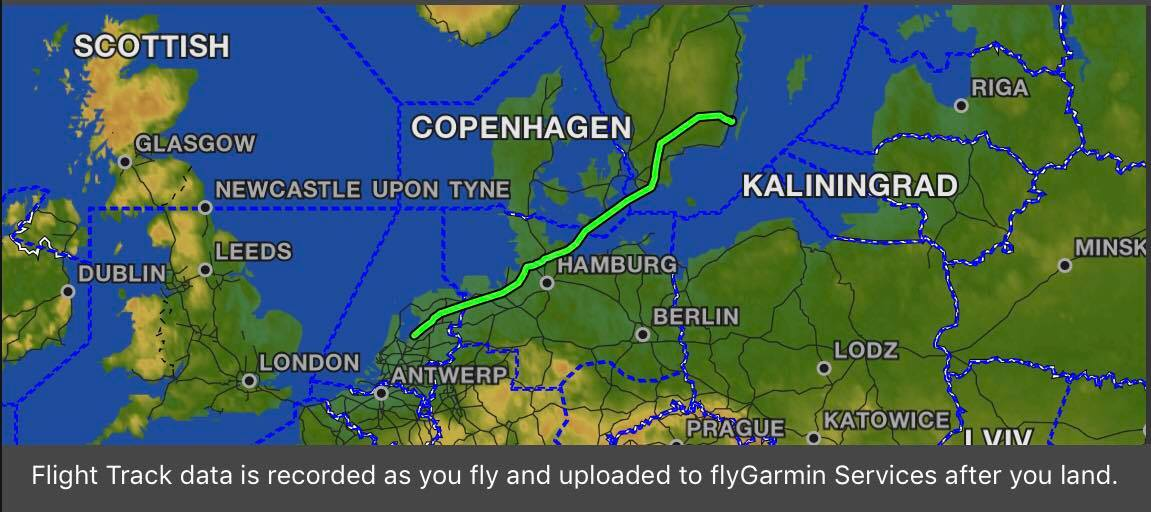 SCOTTISH
RIGA
COPENHAGEN
GLASGOW
NEWCASTLE UPON TYNE
KALININGRAD
LEEDS
MINSK
DUBLIN
HAMBURG
BERLIN
LODZ
LONDON
ANTWERP
KATOWICE
PRAGUE
LVIV
Flight Track data is recorded as you fly and uploaded to flyGarmin Services after you land.